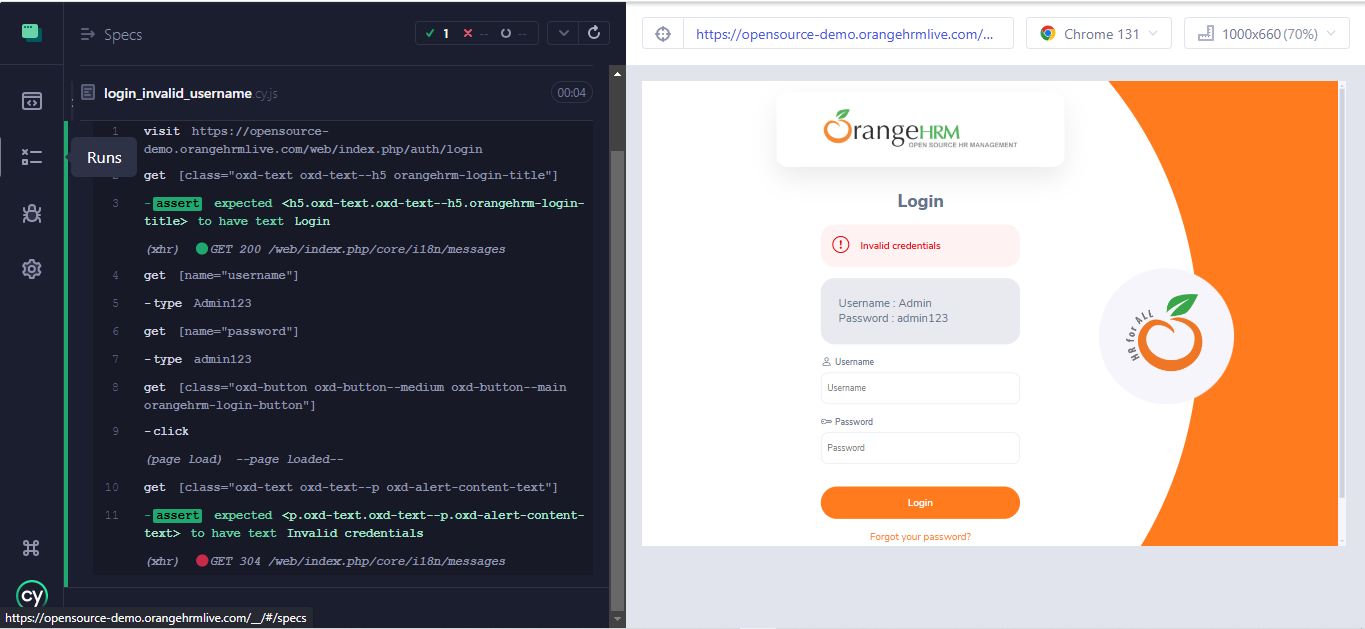 Specs
1 -- --
login_invalid_username.cy.js 00:04
1 visit https://opensource-
demo.orangehrmlive.com/web/index.php/auth/login
Runs
get [class="oxd-text oxd-text--h5 orangehrm-login-title"]
3 -assert expected <h5.oxd-text.oxd-text--h5.orangehrm-login-
title> to have text Login
(xhr) GET 200 /web/index.php/core/i18n/messages
4 get [name="username"]
5 -type Admin123
6 get [name="password"]
7 -type admin123
8 get [class="oxd-button oxd-button--medium oxd-button--main
orangehrm-login-button"]
9 -click
(page load) --page loaded--
10 get [class="oxd-text oxd-text--p oxd-alert-content-text"]
11 -assert expected <p.oxd-text.oxd-text--p.oxd-alert-content-
text> to have text Invalid credentials
(xhr) GET 304 /web/index.php/core/i18n/messages
cy
https://opensource-demo.orangehrmlive.com/__/#/specs
https://opensource-demo.orangehrmlive.com/...
Chrome 131
1000x660 (70%)
OrangeHRM
OPEN SOURCE HR MANAGEMENT
Login
Invalid credentials
Username : Admin
Password : admin123
Username
Username
Password
Password
Login
Forgot your password?
HR for ALL